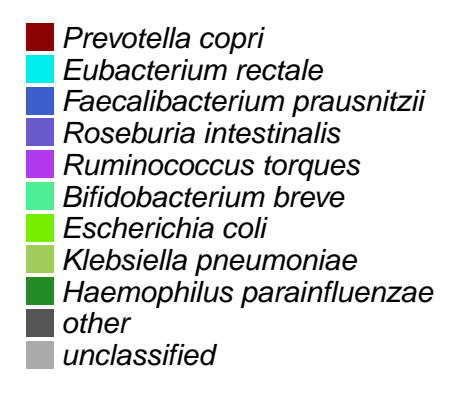 Prevotella copri
Eubacterium rectale
Faecalibacterium prausnitzii
Roseburia intestinalis
Ruminococcus torques
Bifidobacterium breve
Escherichia coli
Klebsiella pneumoniae
Haemophilus parainfluenzae
other
unclassified